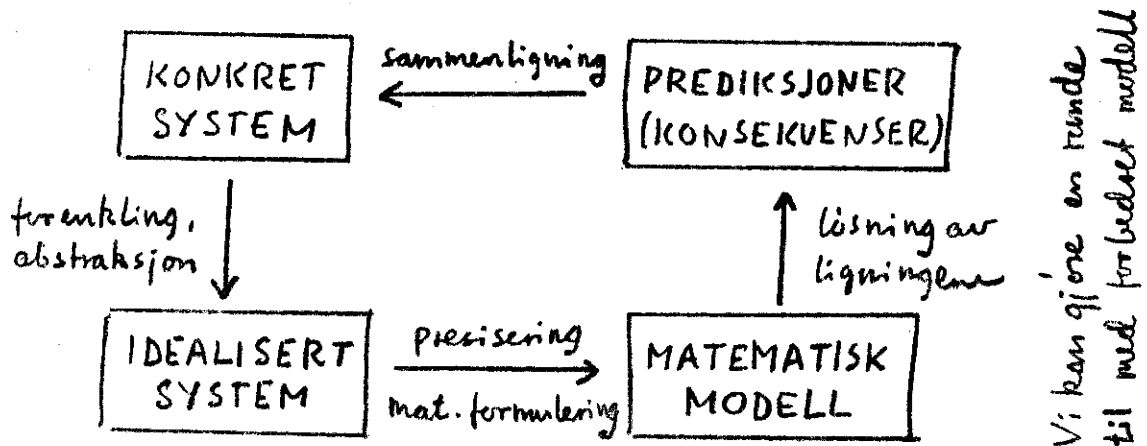 KONKRET
SYSTEM
sammenligning
PREDIKSJONER
(KONSEKVENSER)
forenkling,
abstraksjon
løsning av
ligningene
IDEALISERT
SYSTEM
presisering
mat. formulering
MATEMATISK
MODELL
Vi kan gjøre en runde
til med forbedret modell